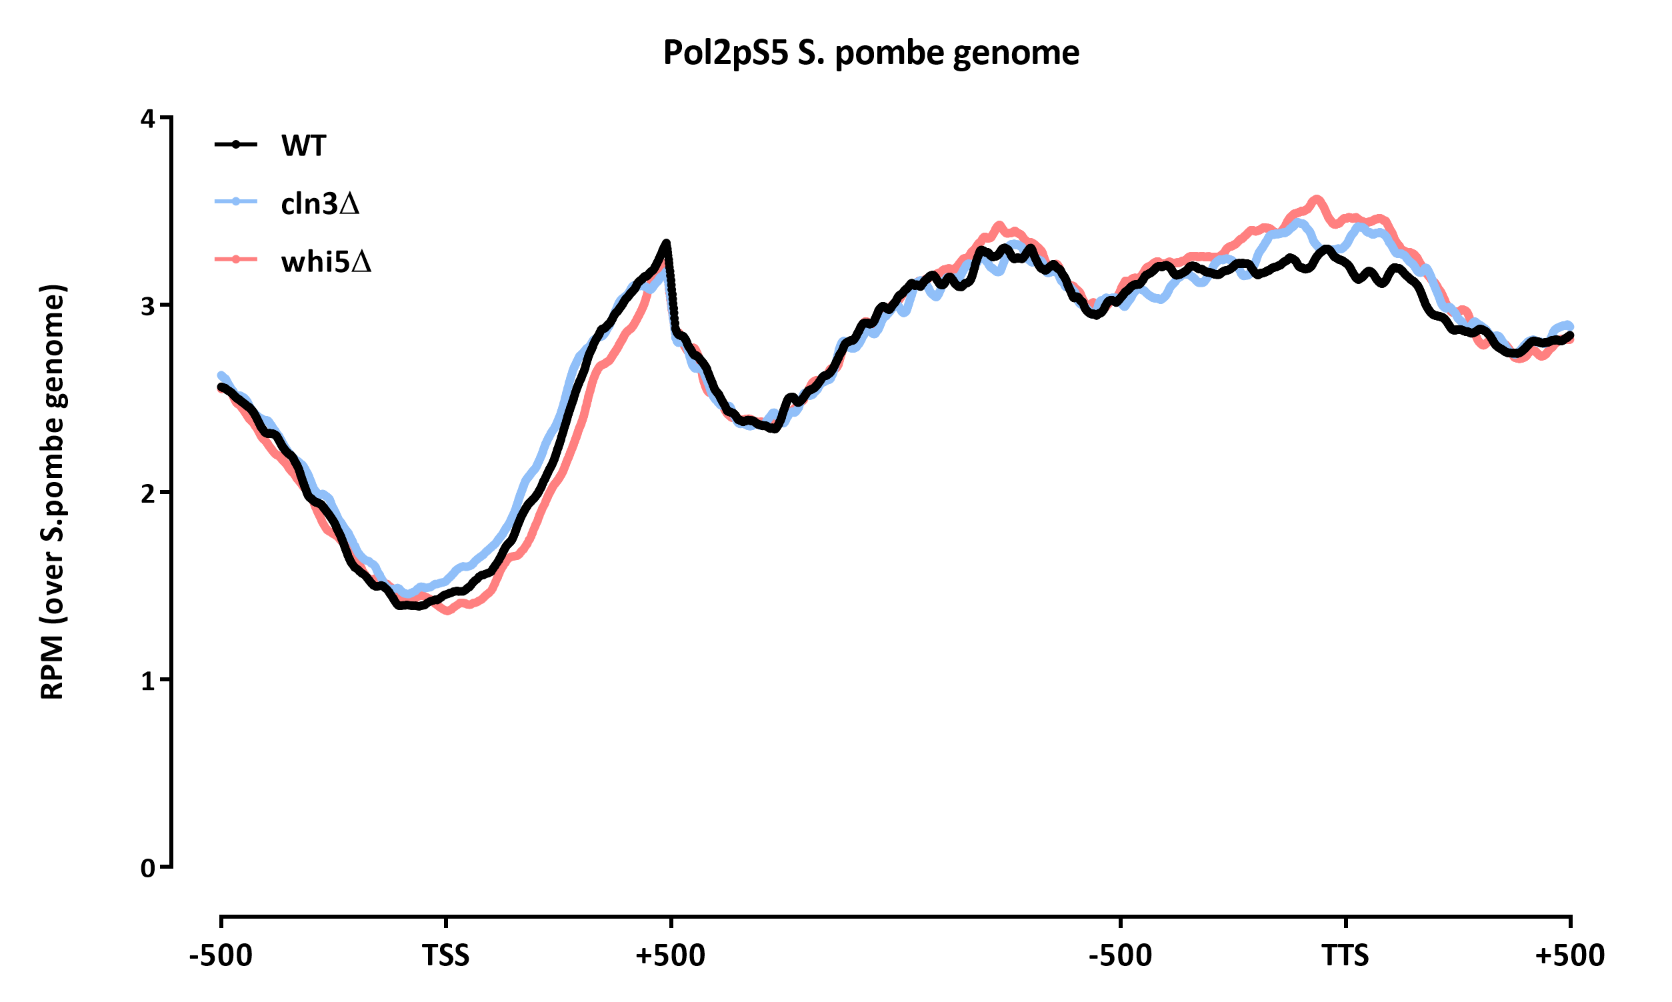 Pol2pS5 S. pombe genome
RPM (over S.pombe genome)
4
3
2
1
0
WT
cln3Δ
whi5Δ
-500 TSS +500 -500 TTS +500